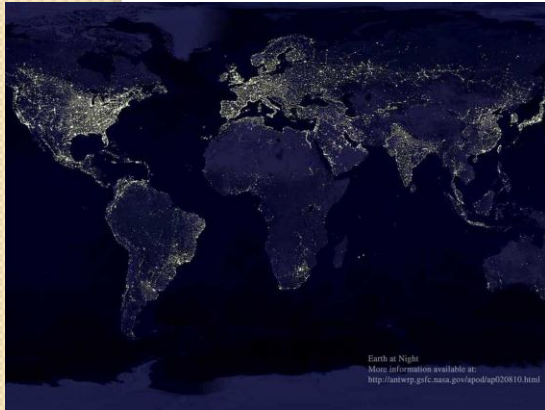 Earth at Night
More information available at:
http://antwrp.gsfc.nasa.gov/apod/ap020810.html